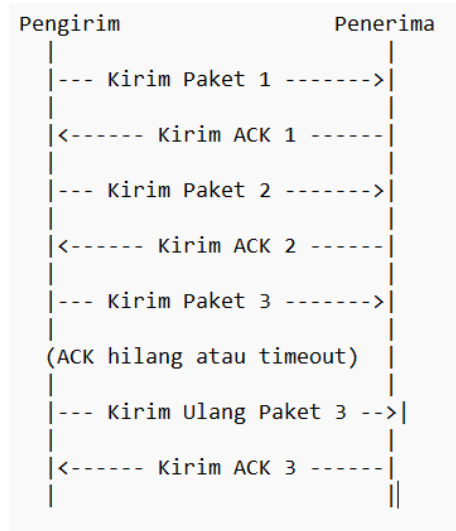 Pengirim                          Penerima
   |                                 |
   |--- Kirim Paket 1 ------->|
   |                                 |
   |<------ Kirim ACK 1 ------|
   |                                 |
   |--- Kirim Paket 2 ------->|
   |                                 |
   |<------ Kirim ACK 2 ------|
   |                                 |
   |--- Kirim Paket 3 ------->|
   |                                 |
   (ACK hilang atau timeout)  |
   |                                 |
   |--- Kirim Ulang Paket 3 -->|
   |                                 |
   |<------ Kirim ACK 3 ------|
   |                                 |